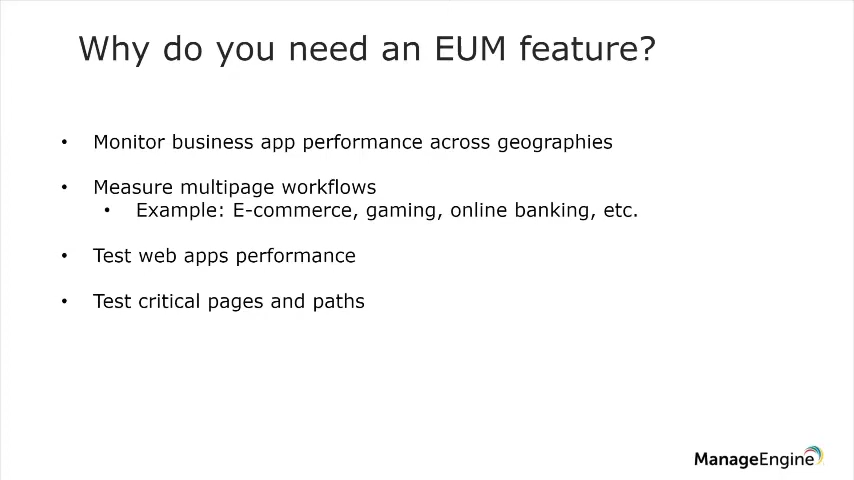 Why do you need an EUM feature?
• Monitor business app performance across geographies
• Measure multipage workflows
• Example: E-commerce, gaming, online banking, etc.
• Test web apps performance
• Test critical pages and paths
ManageEngine